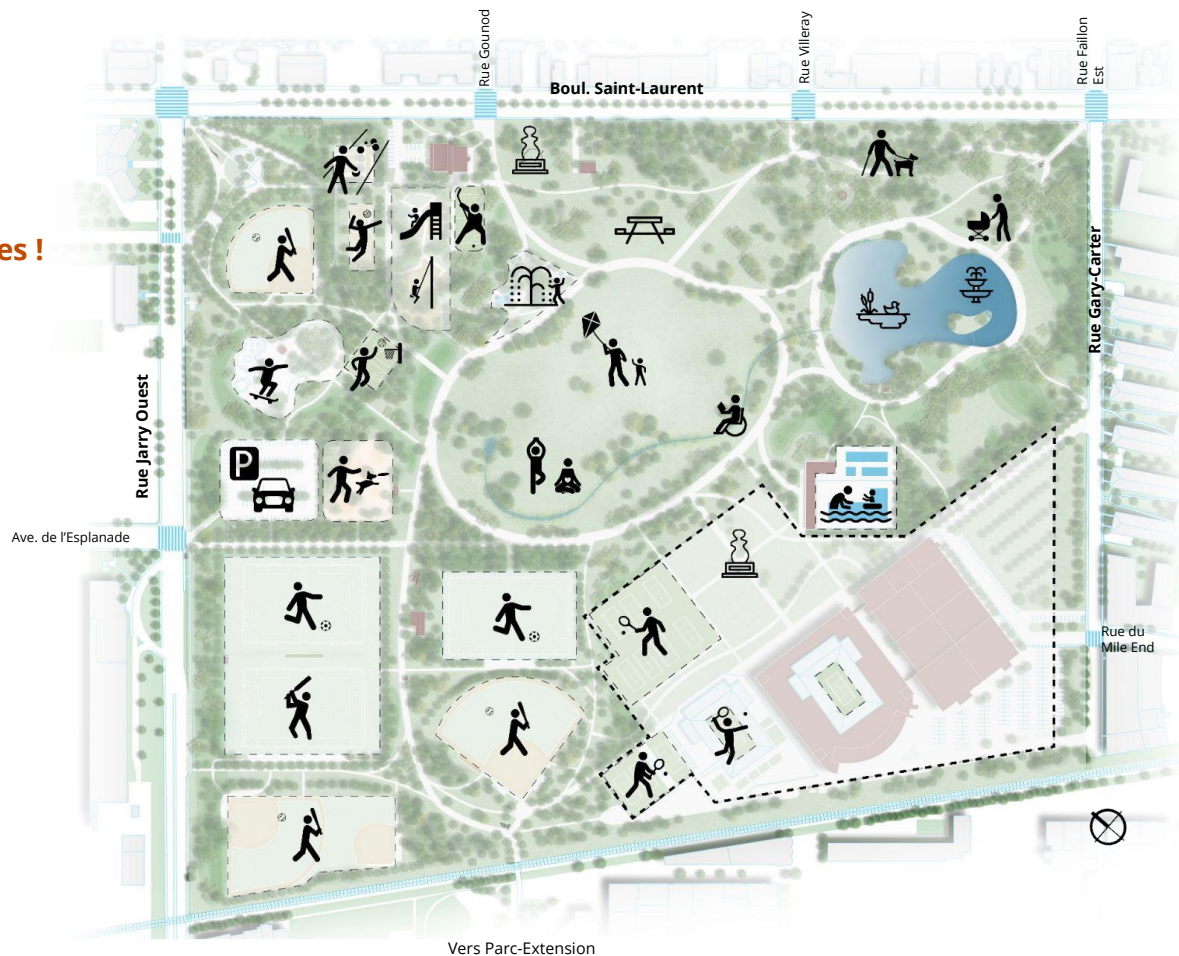 Rue Gounod
Rue Villeray
Rue Faillon
Est
Boul. Saint-Laurent
es !
Rue Gary-Carter
Rue Jarry Ouest
P
Ave. de l’Esplanade
Rue du
Mile End
Vers Parc-Extension